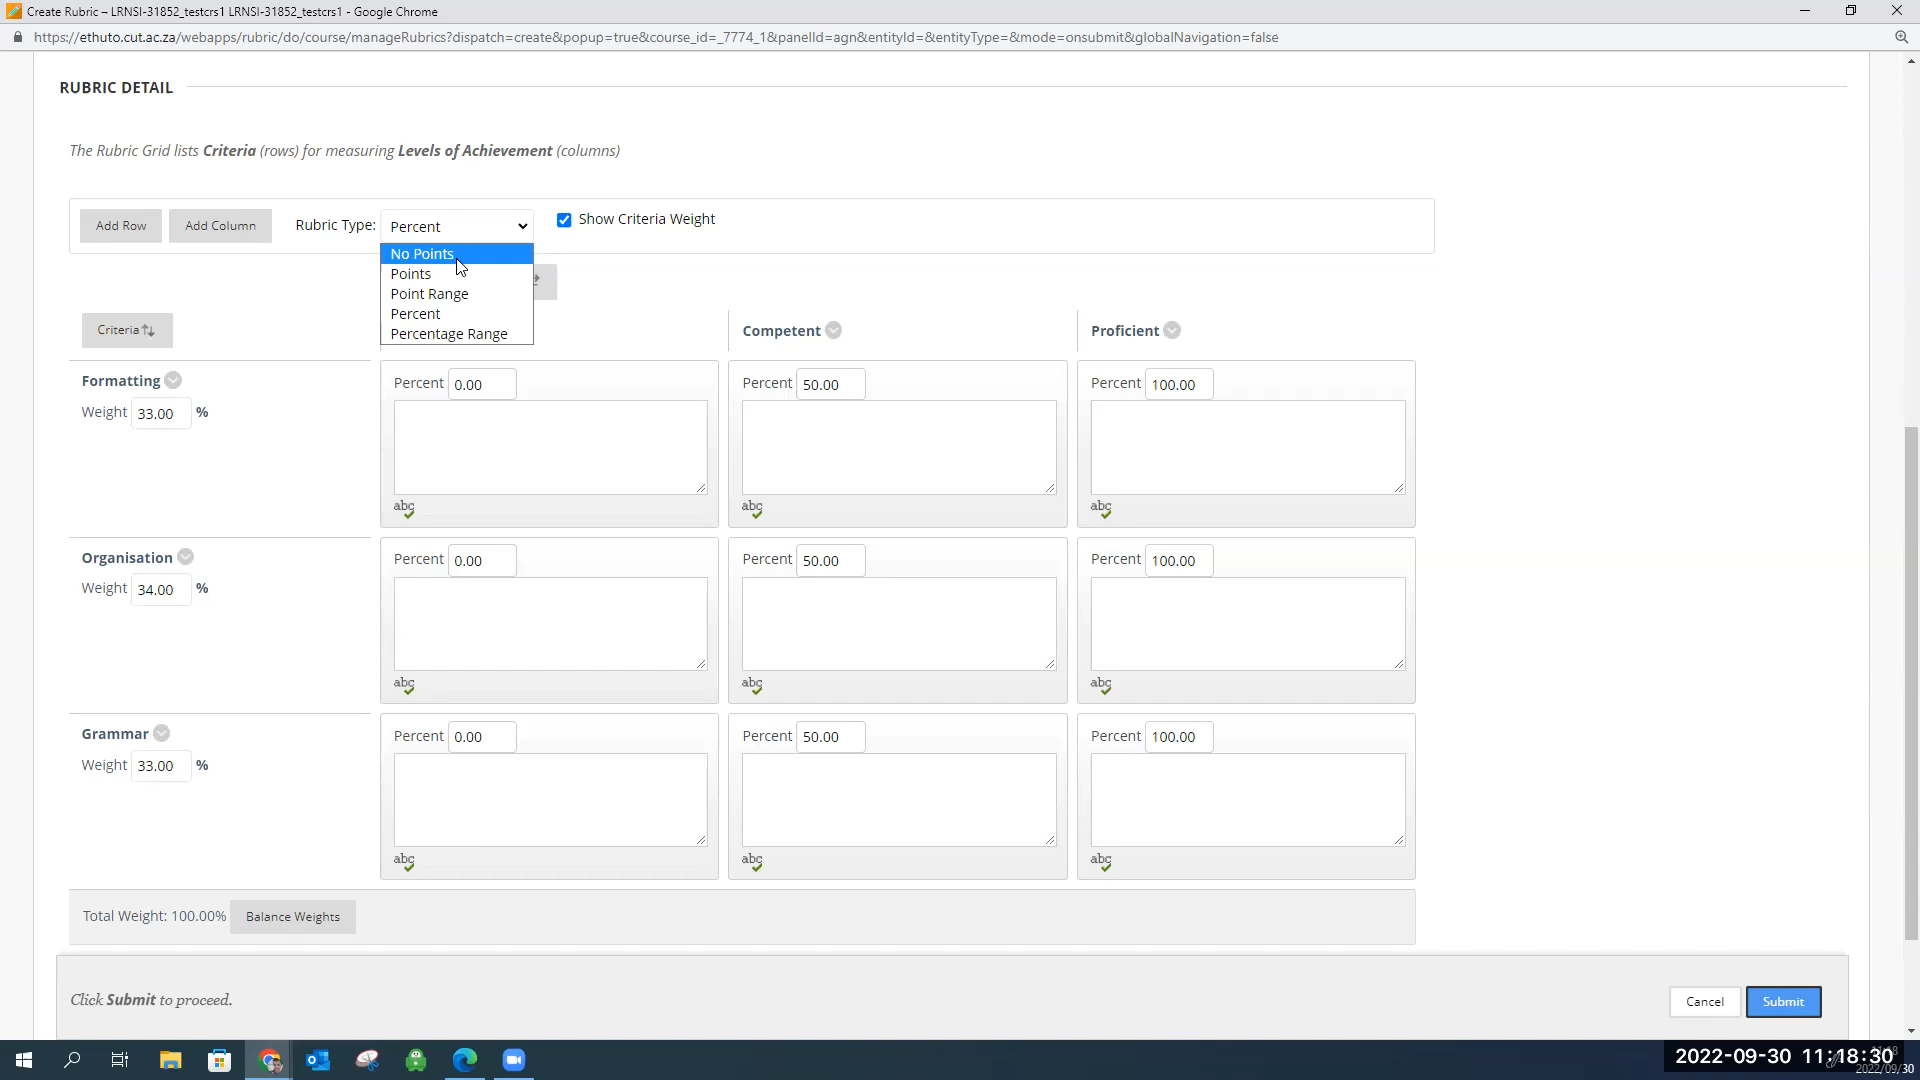 Create Rubric – LRNSI-31852_testcrs1 LRNSI-31852_testcrs1 - Google Chrome
https://ethuto.cut.ac.za/webapps/rubric/do/course/manageRubrics?dispatch=create&popup=true&course_id=_7774_1&panelId=agn&entityId=&entityType=&mode=onsubmit&globalNavigation=false
RUBRIC DETAIL
The Rubric Grid lists Criteria (rows) for measuring Levels of Achievement (columns)
Add Row Add Column Rubric Type: Percent Show Criteria Weight
No Points
Points
Point Range
Percent
Percentage Range
Criteria Competent Proficient
Formatting
Weight 33.00 %
Percent 0.00 Percent 50.00 Percent 100.00
abc abc abc
Organisation
Weight 34.00 %
Percent 0.00 Percent 50.00 Percent 100.00
abc abc abc
Grammar
Weight 33.00 %
Percent 0.00 Percent 50.00 Percent 100.00
abc abc abc
Total Weight: 100.00% Balance Weights
Click Submit to proceed. Cancel Submit
2022-09-30 11:18:30
2022/09/30